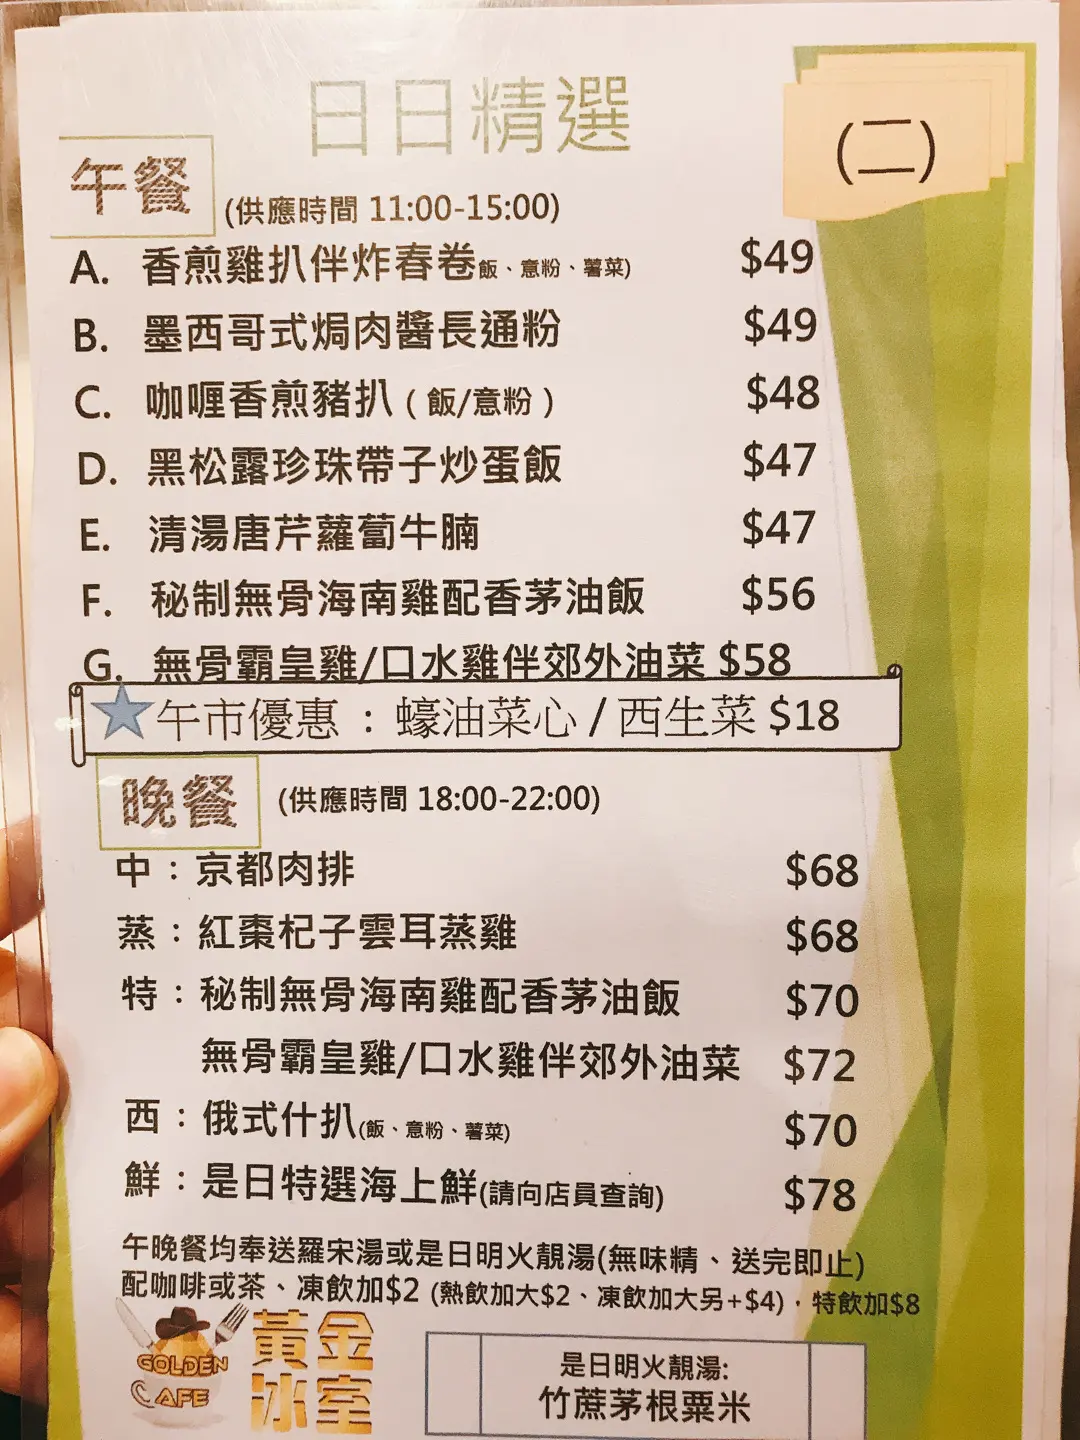 日日精選
(二)
午餐 (供應時間 11:00-15:00)
A. 香煎雞扒伴炸春卷飯、意粉、薯菜) $49
B. 墨西哥式焗肉醬長通粉 $49
C. 咖喱香煎豬扒 ( 飯/意粉 ) $48
D. 黑松露珍珠帶子炒蛋飯 $47
E. 清湯唐芹蘿蔔牛腩 $47
F. 秘制無骨海南雞配香茅油飯 $56
G. 無骨霸皇雞/口水雞伴郊外油菜 $58
★午市優惠 : 蠔油菜心 / 西生菜 $18
晚餐 (供應時間 18:00-22:00)
中 : 京都肉排 $68
蒸 : 紅棗杞子雲耳蒸雞 $68
特 : 秘制無骨海南雞配香茅油飯 $70
無骨霸皇雞/口水雞伴郊外油菜 $72
西 : 俄式什扒(飯、意粉、薯菜) $70
鮮 : 是日特選海上鮮(請向店員查詢) $78
午晚餐均奉送羅宋湯或是日明火靚湯(無味精、送完即止)
配咖啡或茶、凍飲加$2 (熱飲加大$2、凍飲加大另+$4)，特飲加$8
GOLDEN
CAFE
黃金
冰室
是日明火靚湯:
竹蔗茅根粟米